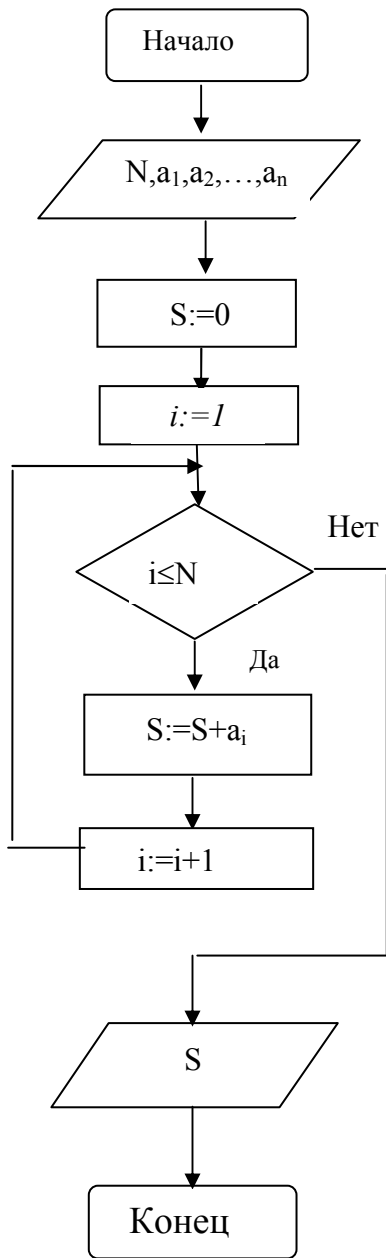 Начало
N,a₁,a₂,…,aₙ
S:=0
i:=1
i≤N
Нет
Да
S:=S+aᵢ
i:=i+1
S
Конец